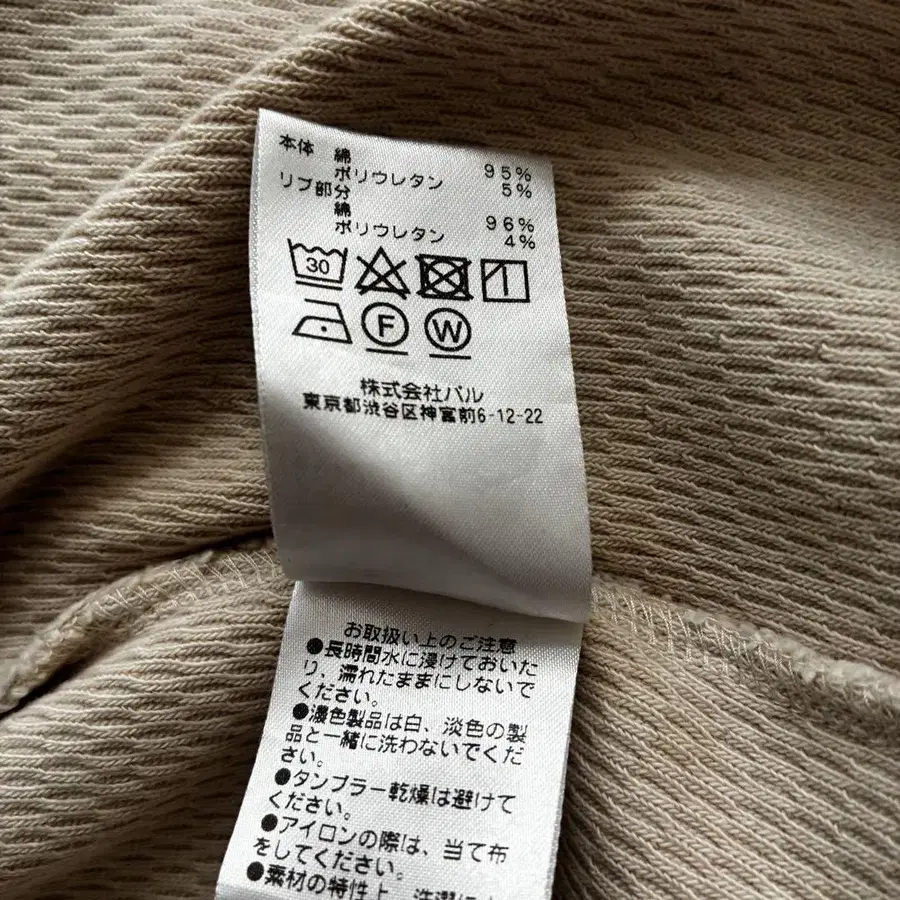 本体 綿 95%
ポリウレタン 5%
リブ部分
綿 96%
ポリウレタン 4%
30
F W
株式会社パル
東京都渋谷区神宮前6-12-22
お取扱い上のご注意
●長時間水に浸けておいた
り、濡れたままにしないで
ください。
●濃色製品は白、淡色の製
品と一緒に洗わないでくだ
さい。
●タンブラー乾燥は避けて
ください。
●アイロンの際は、当て布
をしてください。
●素材の特性上、洗濯に